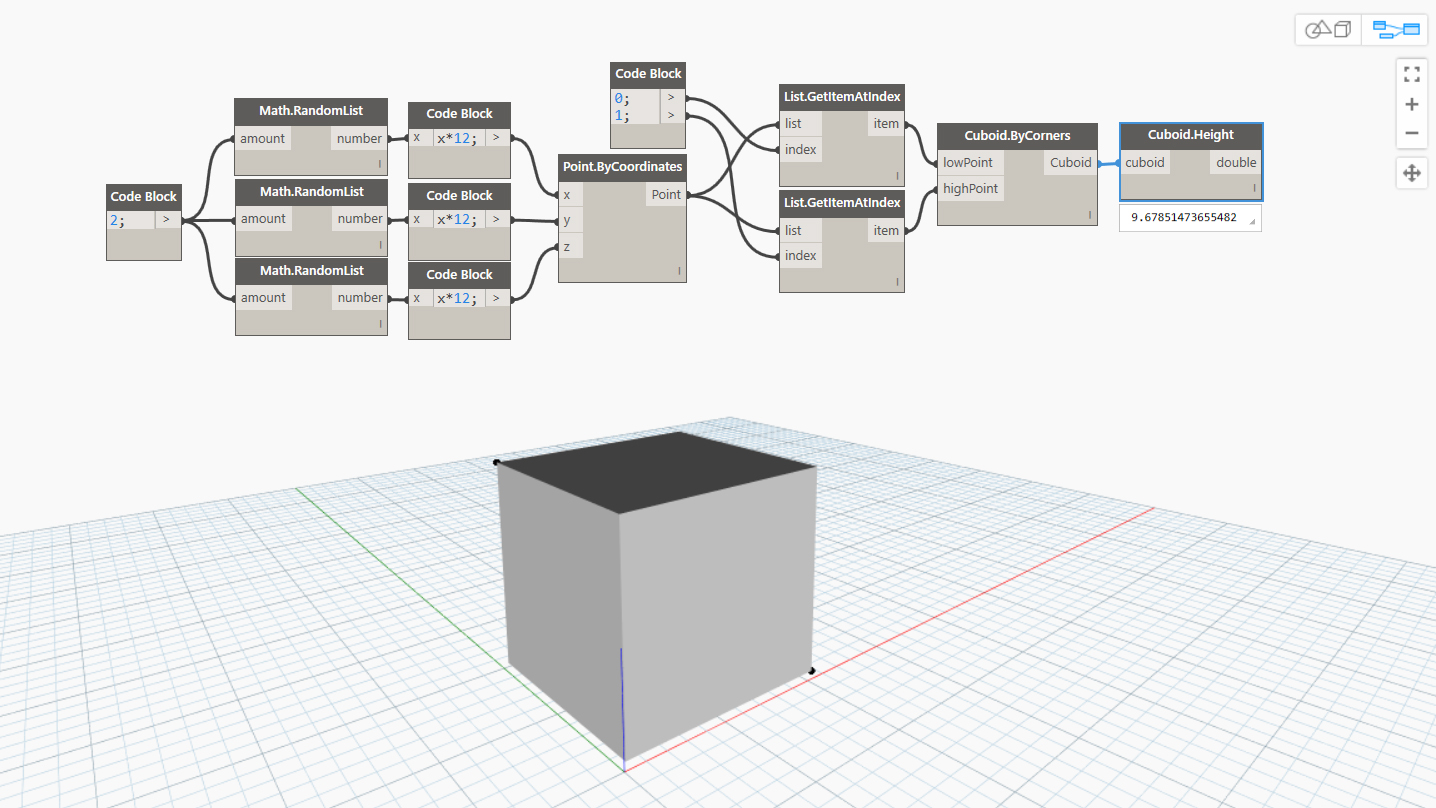 Code Block
2; >
Math.RandomList
amount number
Math.RandomList
amount number
Math.RandomList
amount number
Code Block
x x*12; >
Code Block
x x*12; >
Code Block
x x*12; >
Point.ByCoordinates
x Point
y
z
Code Block
0; >
1; >
List.GetItemAtIndex
list item
index
List.GetItemAtIndex
list item
index
Cuboid.ByCorners
lowPoint Cuboid
highPoint
Cuboid.Height
cuboid double
9.67851473655482